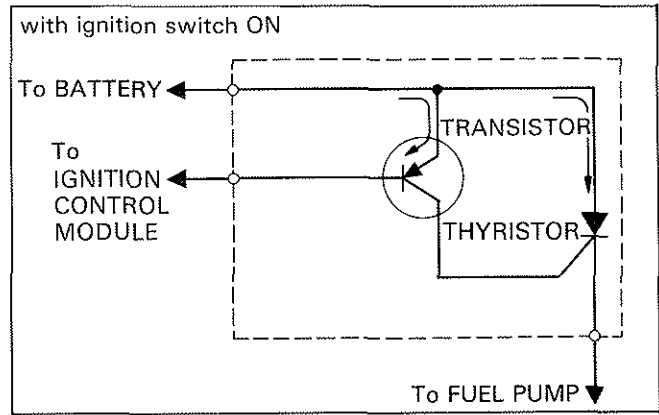 with ignition switch ON
To BATTERY
TRANSISTOR
To
IGNITION
CONTROL
MODULE
THYRISTOR
To FUEL PUMP